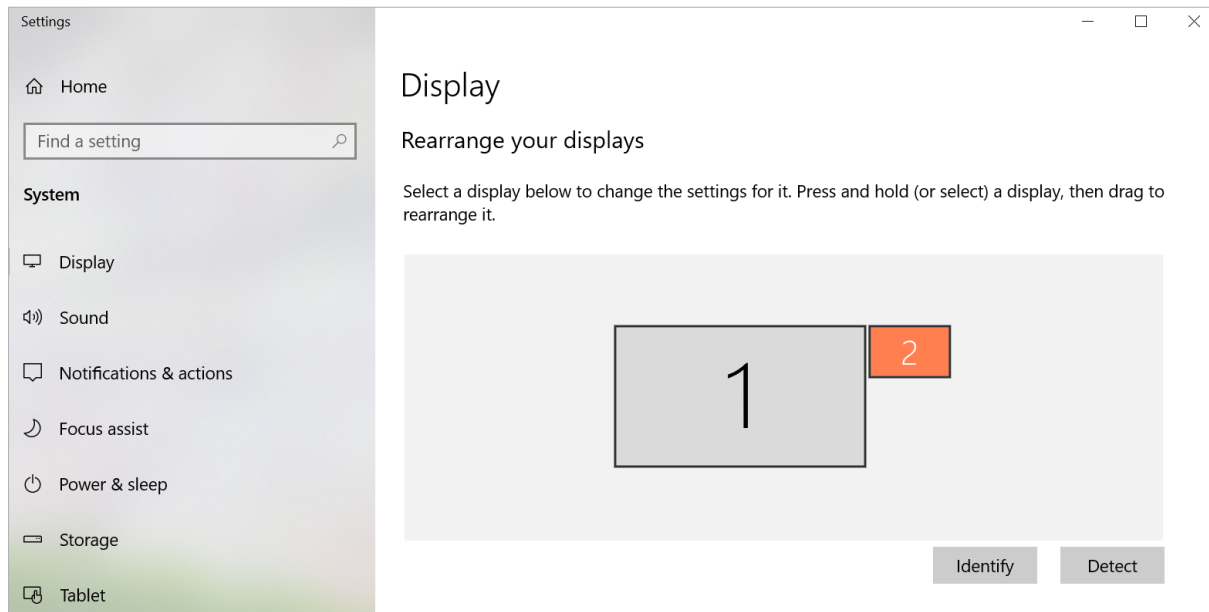 Settings
Home
Find a setting
System
Display
Sound
Notifications & actions
Focus assist
Power & sleep
Storage
Tablet
Display
Rearrange your displays
Select a display below to change the settings for it. Press and hold (or select) a display, then drag to
rearrange it.
1
2
Identify
Detect